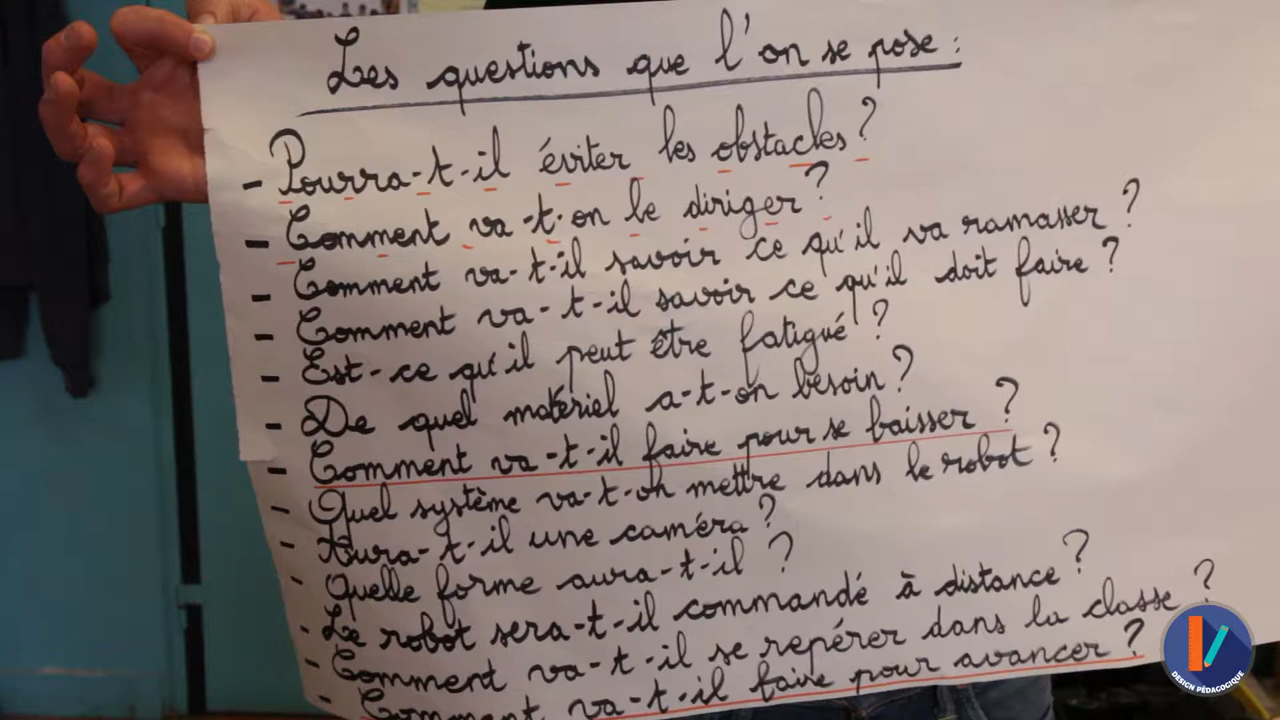 Les questions que l'on se pose :
- Pourra-t-il éviter les obstacles ?
- Comment va-t-on le diriger ?
- Comment va-t-il savoir ce qu'il va ramasser ?
- Comment va-t-il savoir ce qu'il doit faire ?
- Est-ce qu'il peut être fatigué ?
- De quel matériel a-t-on besoin ?
- Comment va-t-il faire pour se baisser ?
- Quel système va-t-on mettre dans le robot ?
- Aura-t-il une caméra ?
- Quelle forme aura-t-il ?
- Le robot sera-t-il commandé à distance ?
- Comment va-t-il se repérer dans la classe ?
- Comment va-t-il faire pour avancer ?
DESIGN PÉDAGOGIQUE